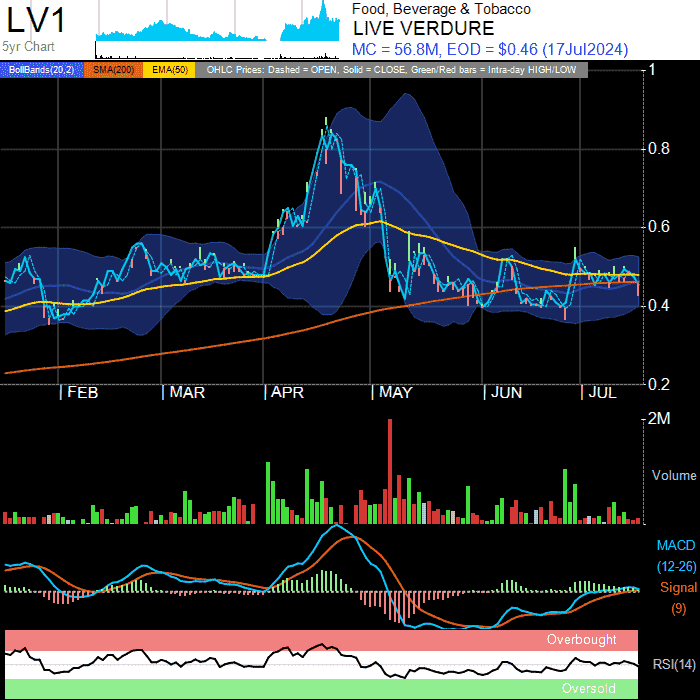 LV1
5yr Chart
Food, Beverage & Tobacco
LIVE VERDURE
MC = 56.8M, EOD = $0.46 (17Jul2024)
BollBands(20,2) SMA(200) EMA(50) OHLC Prices: Dashed = OPEN, Solid = CLOSE, Green/Red bars = Intra-day HIGH/LOW
1
0.8
0.6
0.4
0.2
FEB MAR APR MAY JUN JUL
2M
Volume
MACD
(12-26)
Signal
(9)
Overbought
RSI(14)
Oversold